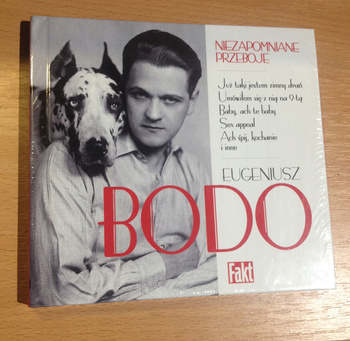 NIEZAPOMNIANE
PRZEBOJE
Już taki jestem zimny drań
Umówiłem się z nią na 9-tą
Baby, ach te baby
Sex appeal
Ach śpij, kochanie
i inne
EUGENIUSZ
BODO
Fakt